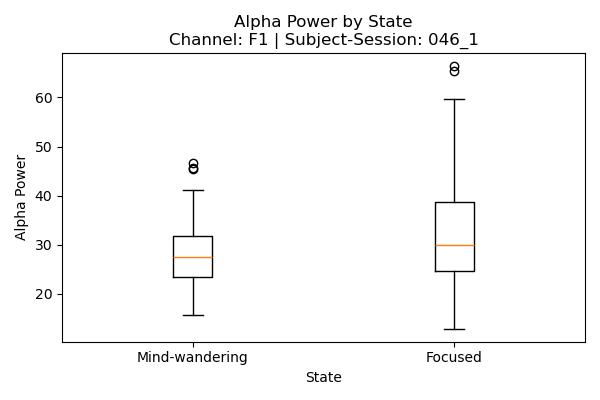 Alpha Power by State
Channel: F1 | Subject-Session: 046_1
Alpha Power
60
50
40
30
20
Mind-wandering
Focused
State